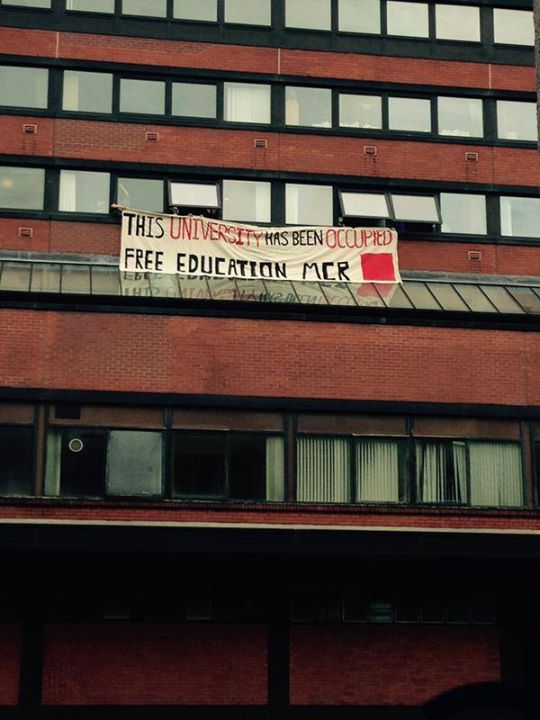 THIS UNIVERSITY HAS BEEN OCCUPIED
FREE EDUCATION MCR